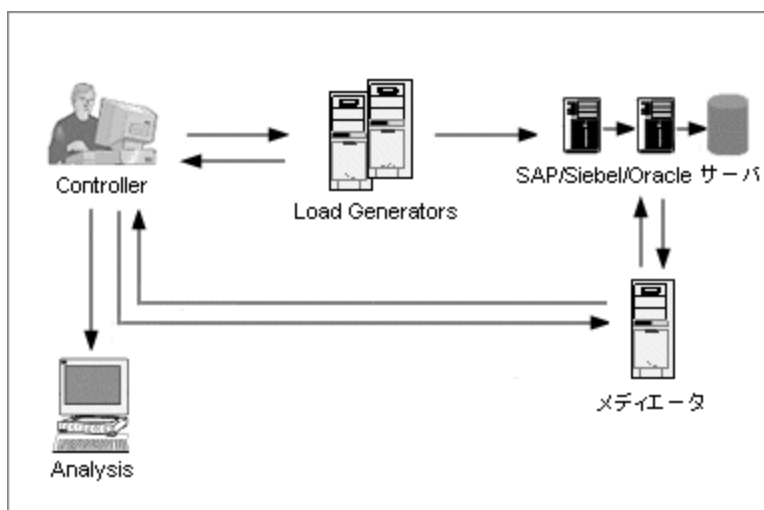 Controller
Load Generators
SAP/Siebel/Oracle サーバ
メディエータ
Analysis